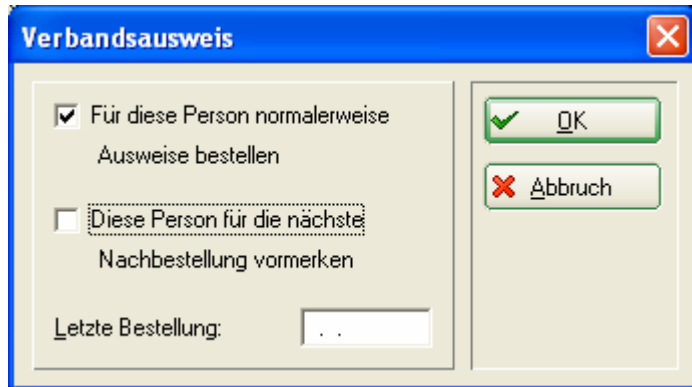 Verbandsausweis
Für diese Person normalerweise
Ausweise bestellen
Diese Person für die nächste
Nachbestellung vormerken
Letzte Bestellung: . .
OK
Abbruch